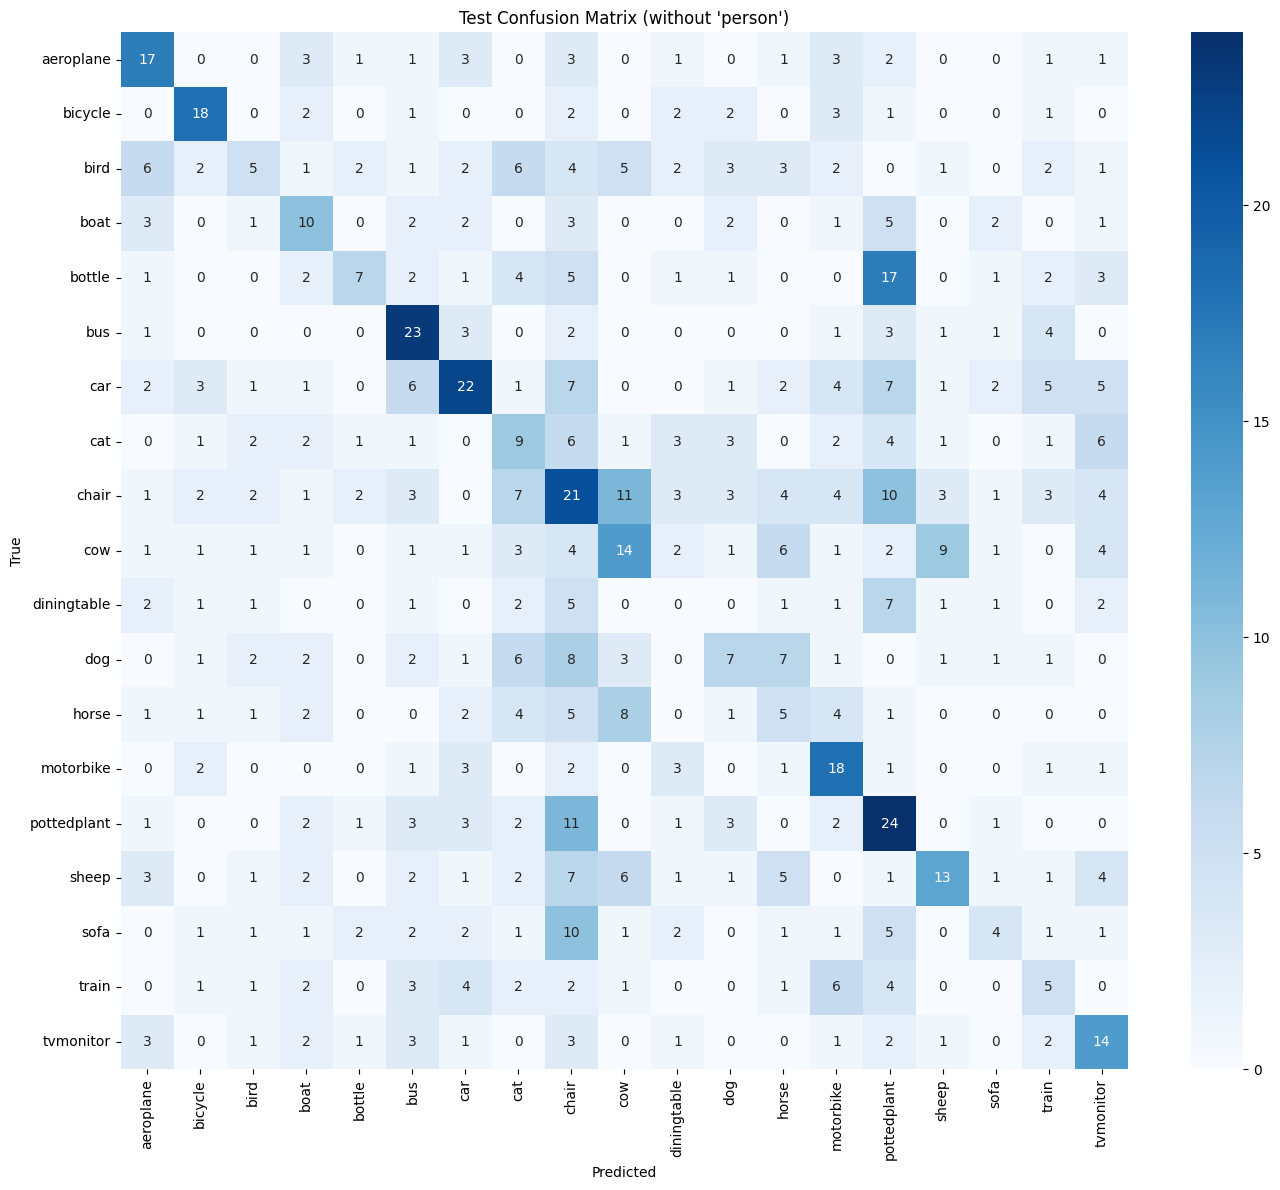 Test Confusion Matrix (without 'person')
True
aeroplane 17 0 0 3 1 1 3 0 3 0 1 0 1 3 2 0 0 1 1
bicycle 0 18 0 2 0 1 0 0 2 0 2 2 0 3 1 0 0 1 0
bird 6 2 5 1 2 1 2 6 4 5 2 3 3 2 0 1 0 2 1
boat 3 0 1 10 0 2 2 0 3 0 0 2 0 1 5 0 2 0 1
bottle 1 0 0 2 7 2 1 4 5 0 1 1 0 0 17 0 1 2 3
bus 1 0 0 0 0 23 3 0 2 0 0 0 0 1 3 1 1 4 0
car 2 3 1 1 0 6 22 1 7 0 0 1 2 4 7 1 2 5 5
cat 0 1 2 2 1 1 0 9 6 1 3 3 0 2 4 1 0 1 6
chair 1 2 2 1 2 3 0 7 21 11 3 3 4 4 10 3 1 3 4
cow 1 1 1 1 0 1 1 3 4 14 2 1 6 1 2 9 1 0 4
diningtable 2 1 1 0 0 1 0 2 5 0 0 0 1 1 7 1 1 0 2
dog 0 1 2 2 0 2 1 6 8 3 0 7 7 1 0 1 1 1 0
horse 1 1 1 2 0 0 2 4 5 8 0 1 5 4 1 0 0 0 0
motorbike 0 2 0 0 0 1 3 0 2 0 3 0 1 18 1 0 0 1 1
pottedplant 1 0 0 2 1 3 3 2 11 0 1 3 0 2 24 0 1 0 0
sheep 3 0 1 2 0 2 1 2 7 6 1 1 5 0 1 13 1 1 4
sofa 0 1 1 1 2 2 2 1 10 1 2 0 1 1 5 0 4 1 1
train 0 1 1 2 0 3 4 2 2 1 0 0 1 6 4 0 0 5 0
tvmonitor 3 0 1 2 1 3 1 0 3 0 1 0 0 1 2 1 0 2 14
aeroplane bicycle bird boat bottle bus car cat chair cow diningtable dog horse motorbike pottedplant sheep sofa train tvmonitor
Predicted
20
15
10
5
0